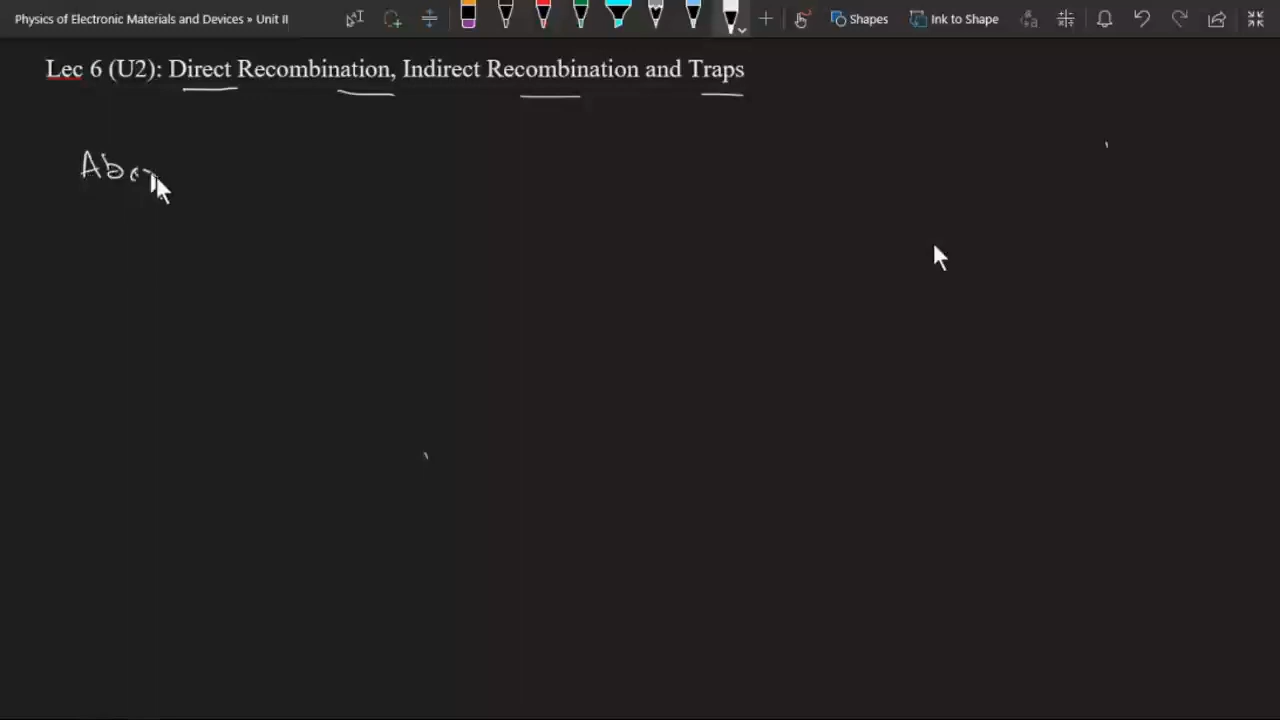 Physics of Electronic Materials and Devices » Unit II
Shapes
Ink to Shape
Lec 6 (U2): Direct Recombination, Indirect Recombination and Traps